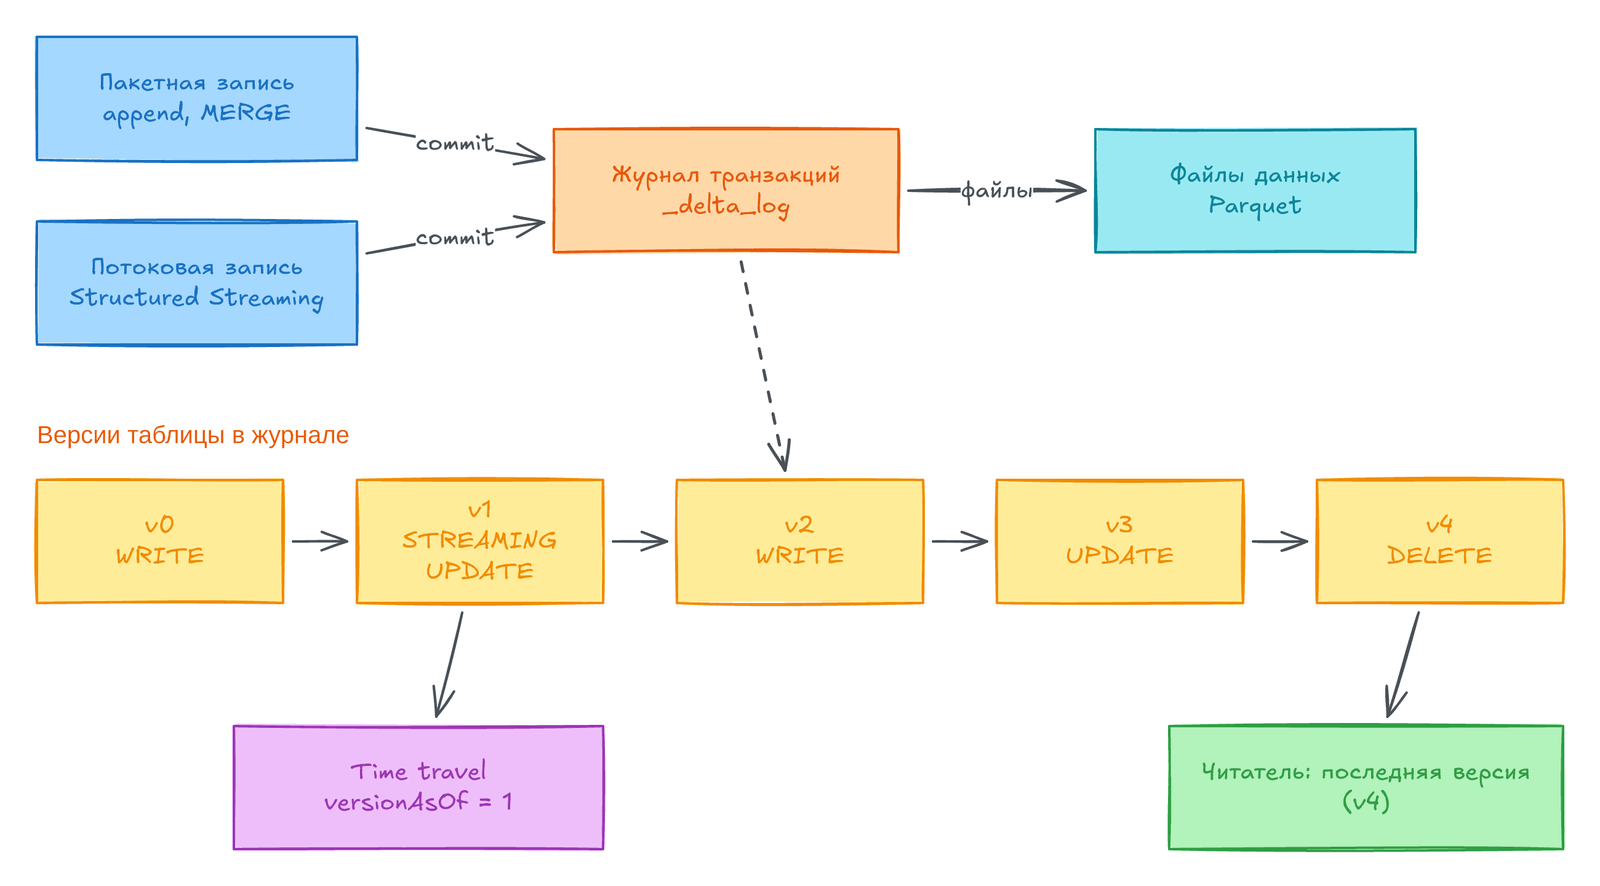 Пакетная запись
append, MERGE
commit
Журнал транзакций
_delta_log
файлы
Файлы данных
Parquet
Потоковая запись
Structured Streaming
commit
Версии таблицы в журнале
v0
WRITE
v1
STREAMING
UPDATE
v2
WRITE
v3
UPDATE
v4
DELETE
Time travel
versionAsOf = 1
Читатель: последняя версия
(v4)